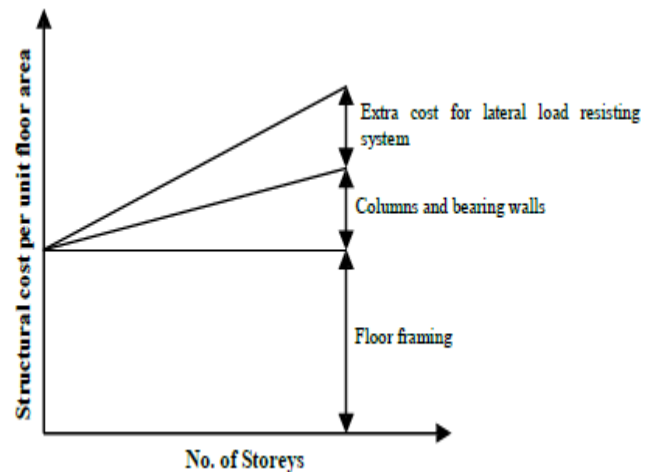 Structural cost per unit floor area
Extra cost for lateral load resisting
system
Columns and bearing walls
Floor framing
No. of Storeys